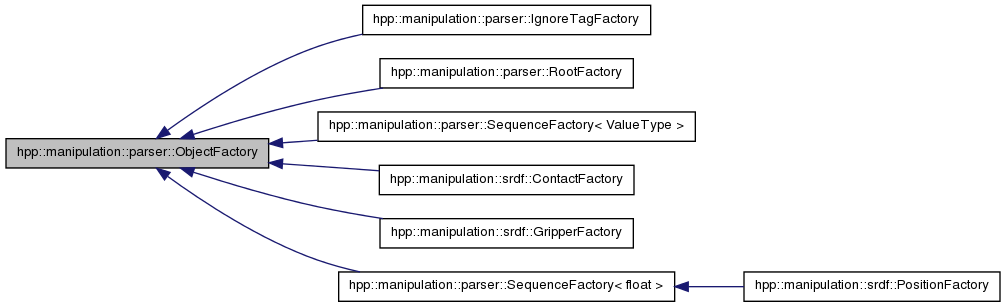 hpp::manipulation::parser::IgnoreTagFactory
hpp::manipulation::parser::RootFactory
hpp::manipulation::parser::SequenceFactory< ValueType >
hpp::manipulation::parser::ObjectFactory
hpp::manipulation::srdf::ContactFactory
hpp::manipulation::srdf::GripperFactory
hpp::manipulation::parser::SequenceFactory< float >
hpp::manipulation::srdf::PositionFactory